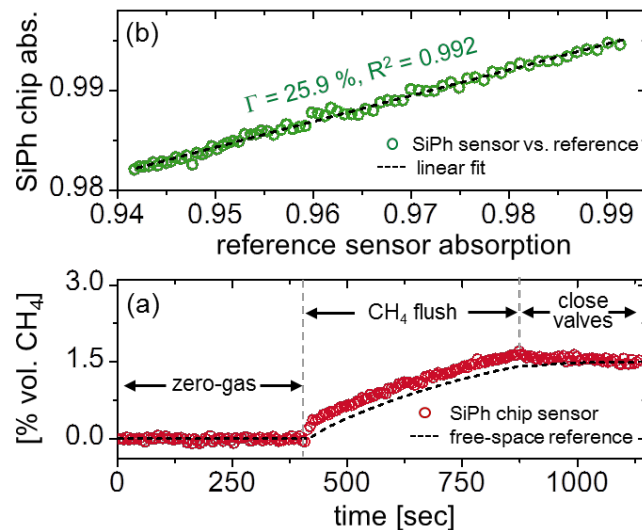 (b)
SiPh chip abs.
0.99
0.98
Γ = 25.9 %, R² = 0.992
SiPh sensor vs. reference
linear fit
0.94 0.95 0.96 0.97 0.98 0.99
reference sensor absorption
(a)
[% vol. CH₄]
3.0
1.5
0.0
CH₄ flush
close
valves
zero-gas
SiPh chip sensor
free-space reference
0 250 500 750 1000
time [sec]